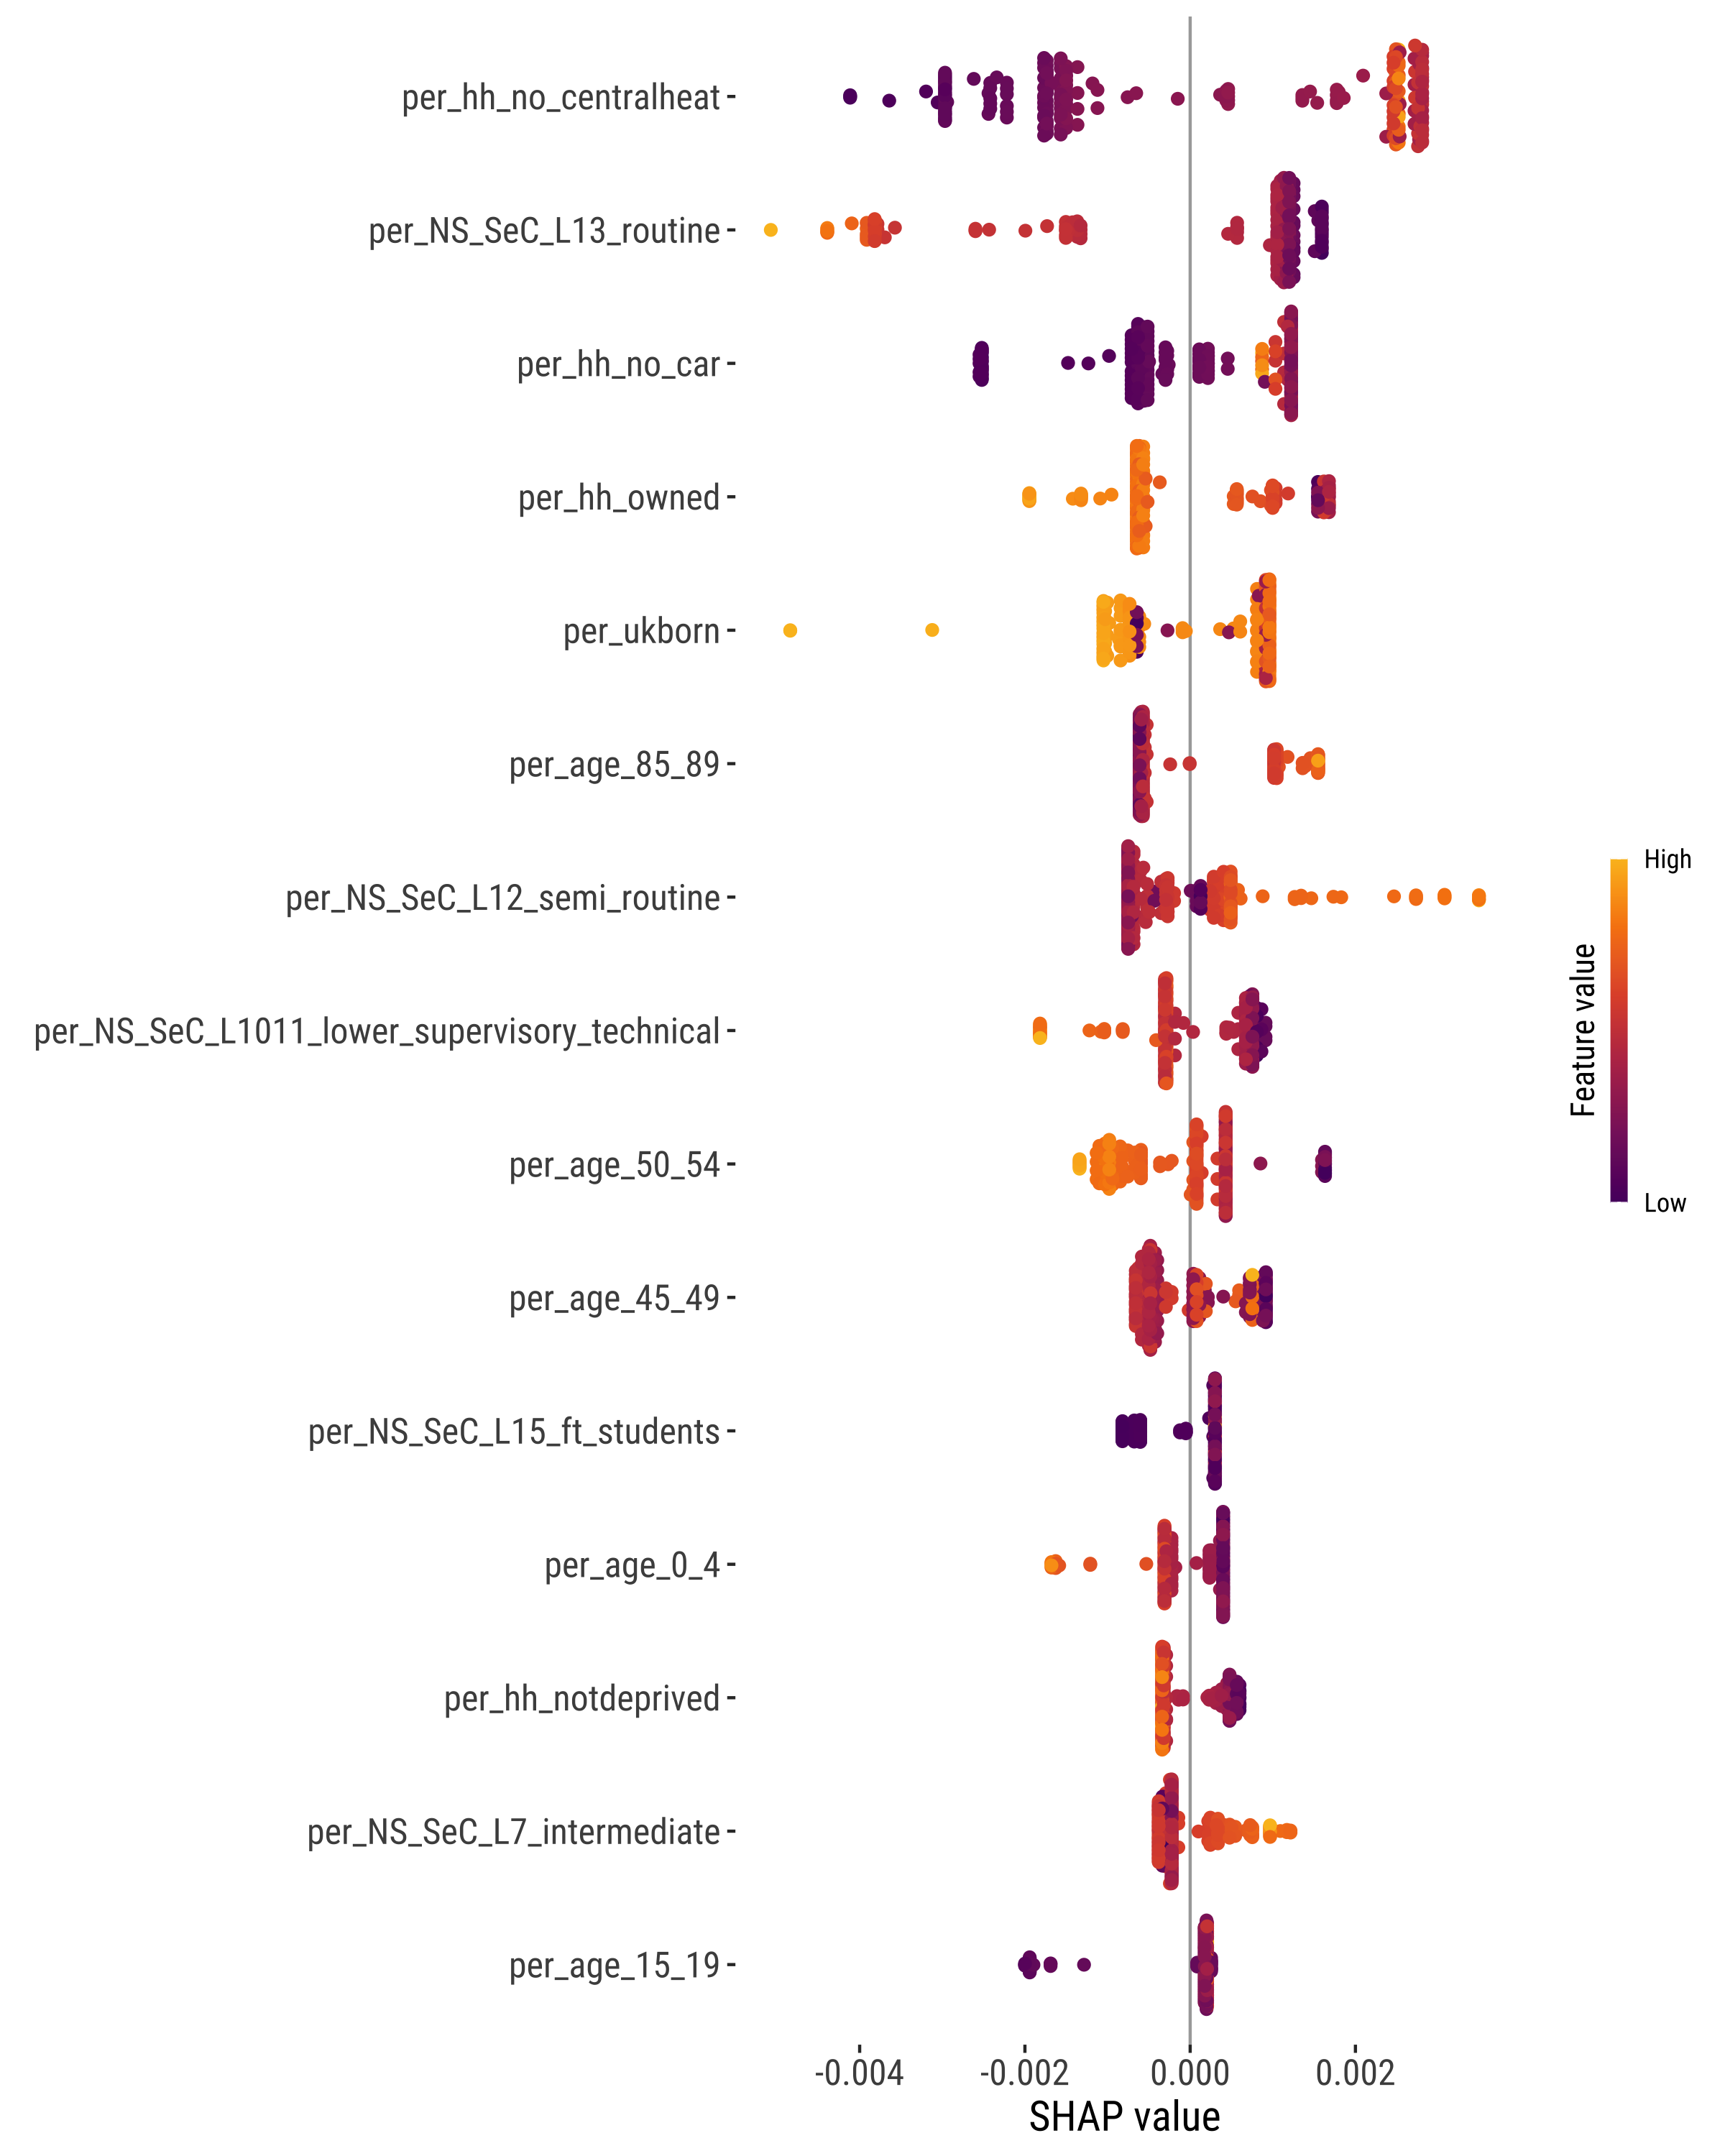 per_hh_no_centralheat
per_NS_SeC_L13_routine
per_hh_no_car
per_hh_owned
per_ukborn
per_age_85_89
per_NS_SeC_L12_semi_routine
per_NS_SeC_L1011_lower_supervisory_technical
per_age_50_54
per_age_45_49
per_NS_SeC_L15_ft_students
per_age_0_4
per_hh_notdeprived
per_NS_SeC_L7_intermediate
per_age_15_19
-0.004 -0.002 0.000 0.002
SHAP value
High
Feature value
Low